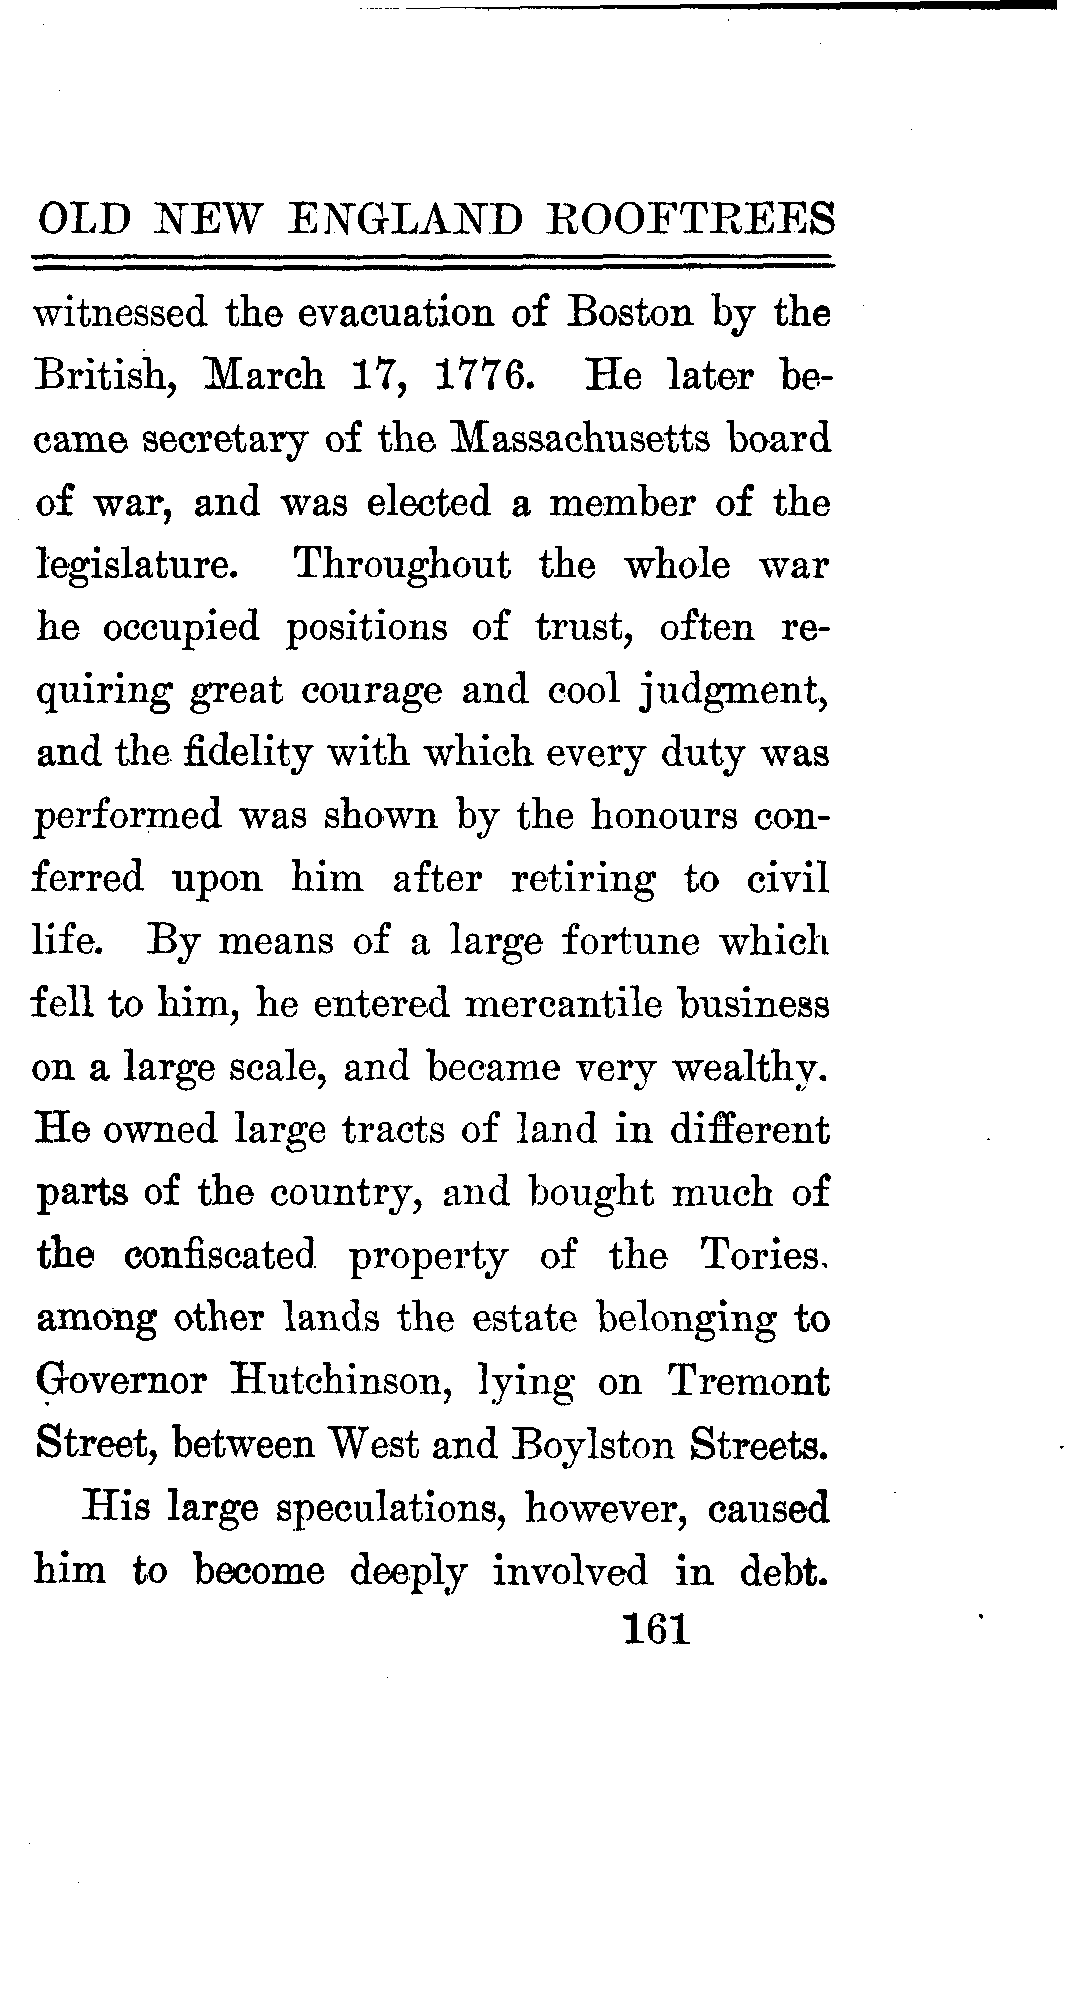 OLD NEW ENGLAND ROOFTREES
witnessed the evacuation of Boston by the
British, March 17, 1776. He later be-
came secretary of the Massachusetts board
of war, and was elected a member of the
legislature. Throughout the whole war
he occupied positions of trust, often re-
quiring great courage and cool judgment,
and the fidelity with which every duty was
performed was shown by the honours con-
ferred upon him after retiring to civil
life. By means of a large fortune which
fell to him, he entered mercantile business
on a large scale, and became very wealthy.
He owned large tracts of land in different
parts of the country, and bought much of
the confiscated property of the Tories.
among other lands the estate belonging to
Governor Hutchinson, lying on Tremont
Street, between West and Boylston Streets.
His large speculations, however, caused
him to become deeply involved in debt.
161